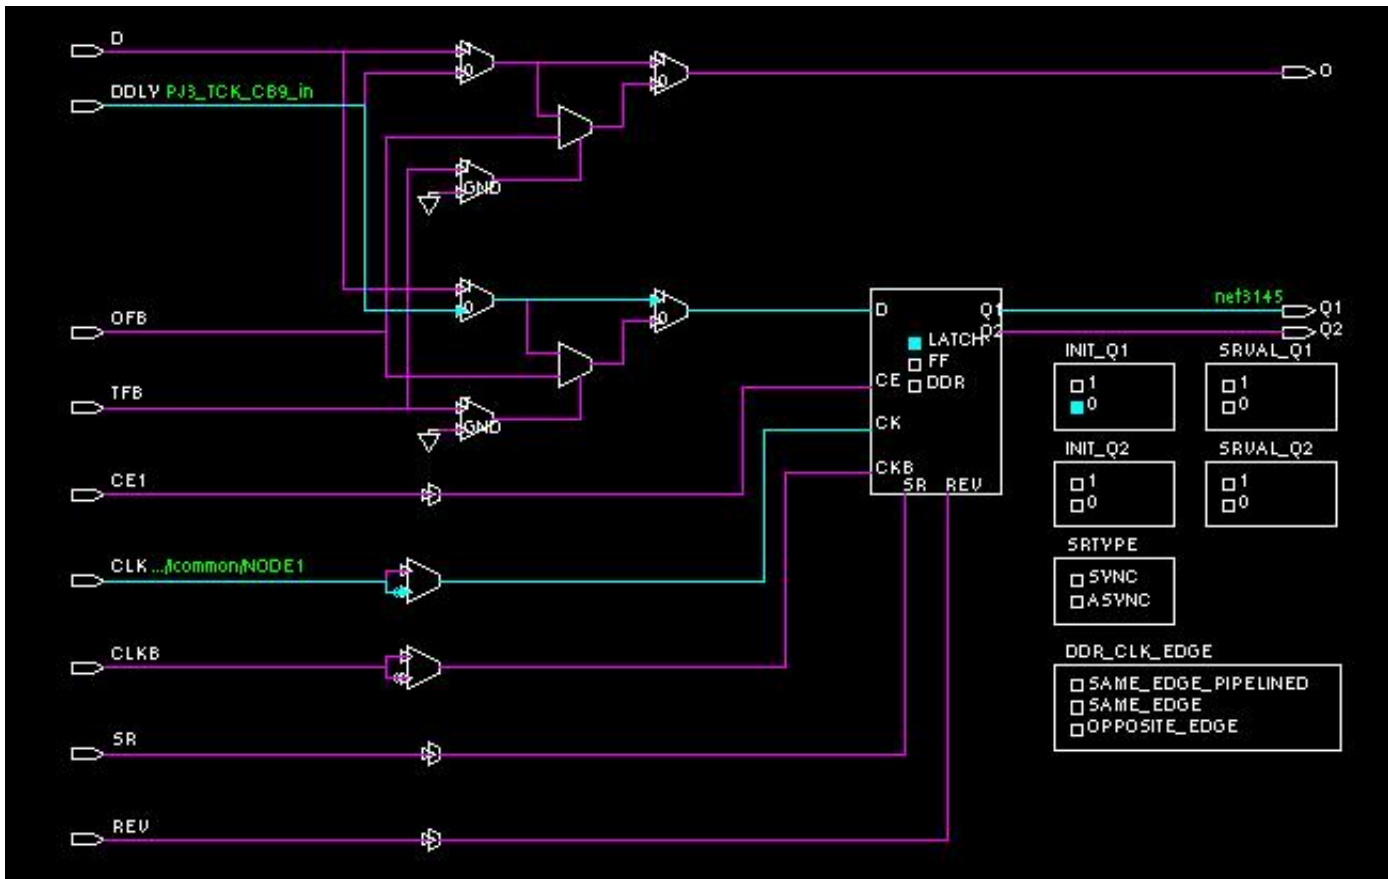 D
DDLY PJ3_TCK_CB9_in
O
GND
OFB
TFB
GND
CE1
CLK .../lcommon/NODE1
CLKB
SR
REV
D
Q1
Q2
LATCH
FF
DDR
CE
CK
CKB
SR REV
net3145
Q1
Q2
INIT_Q1
1
0
SRVAL_Q1
1
0
INIT_Q2
1
0
SRVAL_Q2
1
0
SRTYPE
SYNC
ASYNC
DDR_CLK_EDGE
SAME_EDGE_PIPELINED
SAME_EDGE
OPPOSITE_EDGE